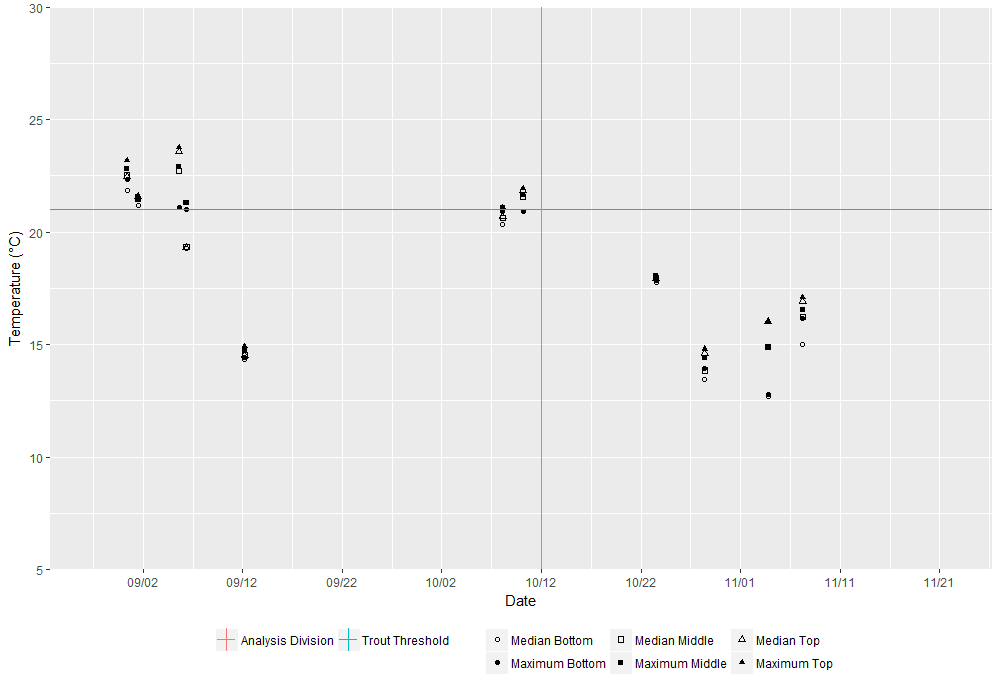 30
25
20
15
10
5
Temperature (°C)
09/02 09/12 09/22 10/02 10/12 10/22 11/01 11/11 11/21
Date
Analysis Division Trout Threshold Median Bottom Median Middle Median Top
Maximum Bottom Maximum Middle Maximum Top